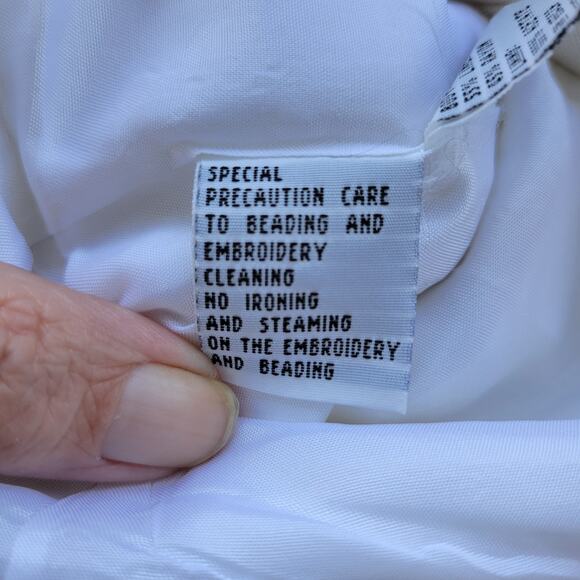 SPECIAL
PRECAUTION CARE
TO BEADING AND
EMBROIDERY
CLEANING
NO IRONING
AND STEAMING
ON THE EMBROIDERY
AND BEADING